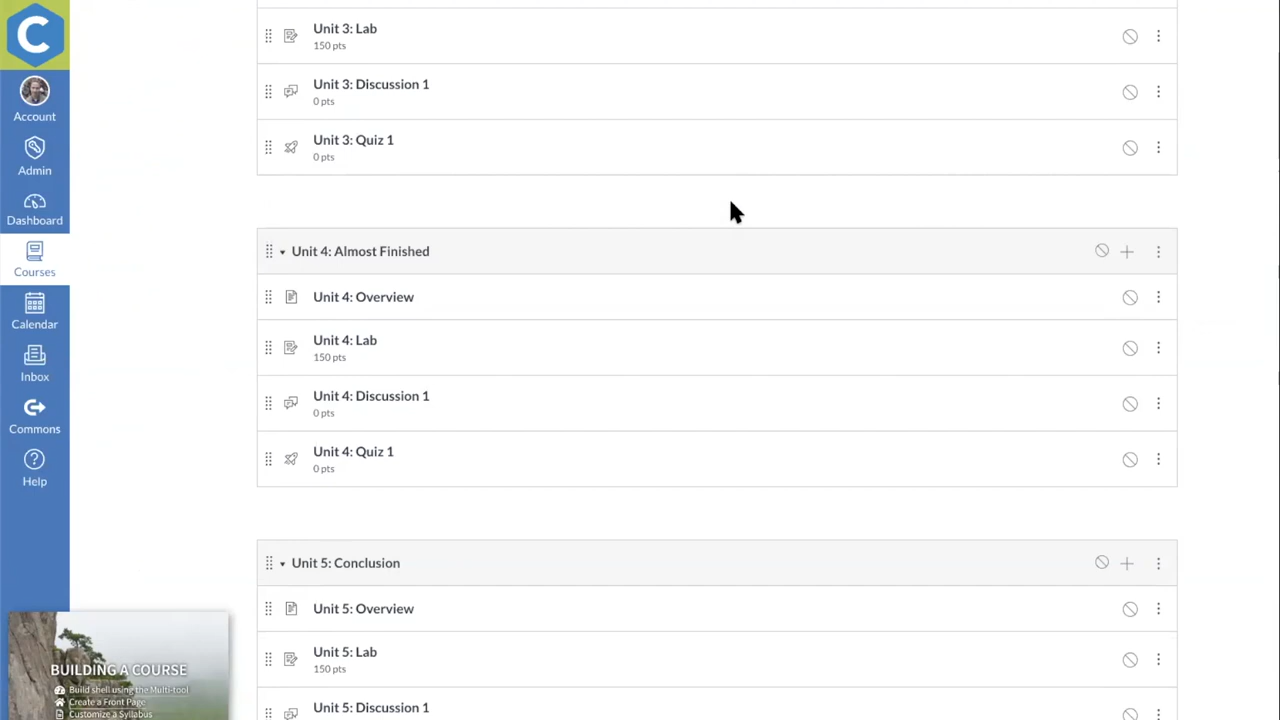 C
Account
Admin
Dashboard
Courses
Calendar
Inbox
Commons
Help
Unit 3: Lab
150 pts
Unit 3: Discussion 1
0 pts
Unit 3: Quiz 1
0 pts
Unit 4: Almost Finished
Unit 4: Overview
Unit 4: Lab
150 pts
Unit 4: Discussion 1
0 pts
Unit 4: Quiz 1
0 pts
Unit 5: Conclusion
Unit 5: Overview
Unit 5: Lab
150 pts
Unit 5: Discussion 1
BUILDING A COURSE
Build shell using the Multi-tool
Create a Front Page
Customize a Syllabus